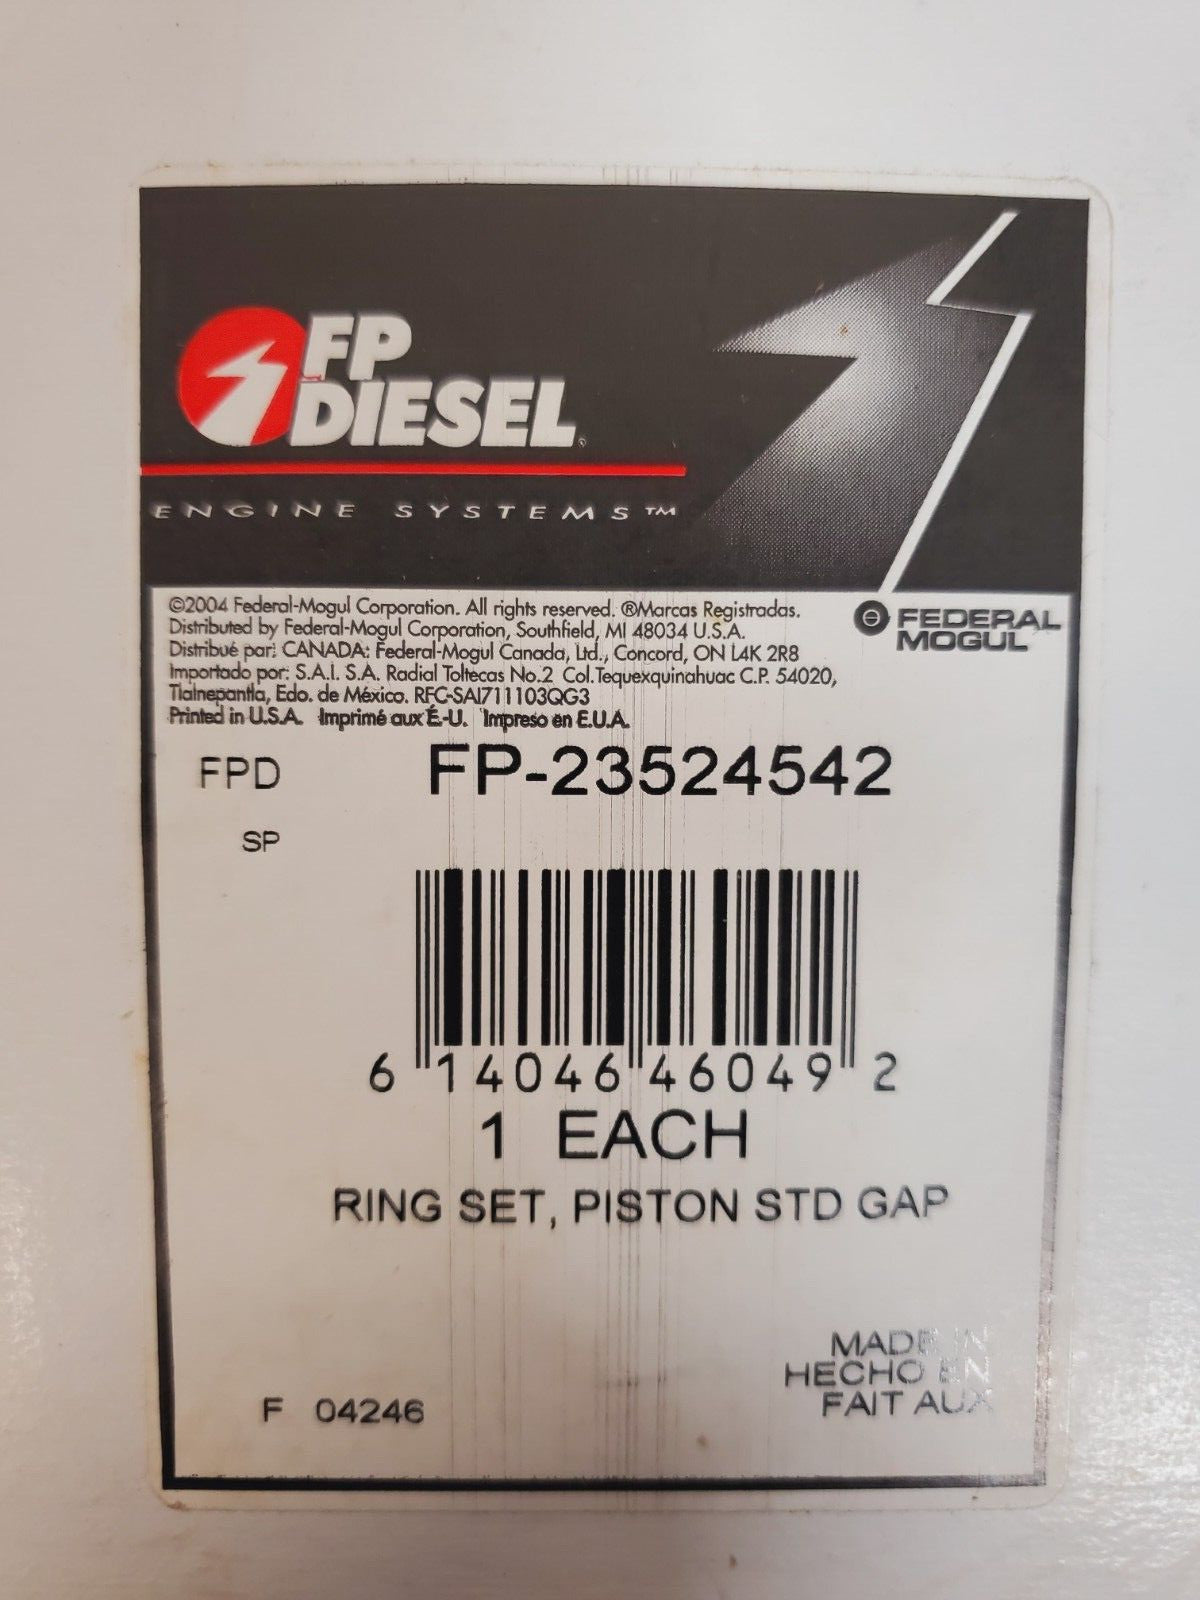 FP
DIESEL
ENGINE SYSTEMS™
©2004 Federal-Mogul Corporation. All rights reserved. ®Marcas Registradas.
Distributed by Federal-Mogul Corporation, Southfield, MI 48034 U.S.A.
Distribué par: CANADA: Federal-Mogul Canada, Ltd., Concord, ON L4K 2R8
Importado por: S.A.I. S.A. Radial Toltecas No.2 Col.Tequexquinahuac C.P. 54020,
Tlalnepantla, Edo. de México. RFC-SAI711103QG3
Printed in U.S.A. Imprimé aux É.-U. Impreso en E.U.A.
FEDERAL
MOGUL
FPD FP-23524542
SP
6 14046 46049 2
1 EACH
RING SET, PISTON STD GAP
MADE IN
HECHO EN
FAIT AUX
F 04246